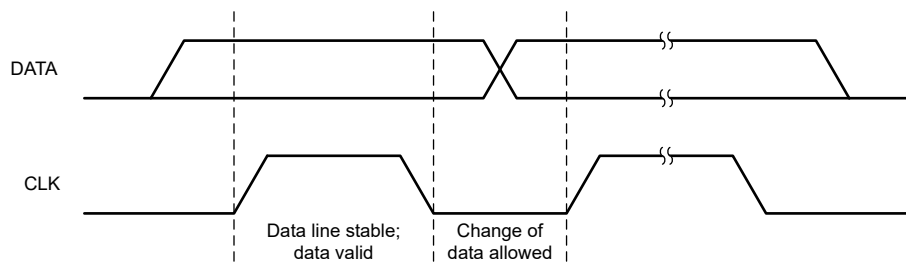 DATA
CLK
Data line stable;
data valid
Change of
data allowed